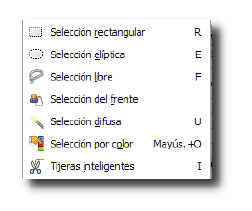 Selección rectangular R
Selección elíptica E
Selección libre F
Selección del frente
Selección difusa U
Selección por color Mayús.+O
Tijeras inteligentes I